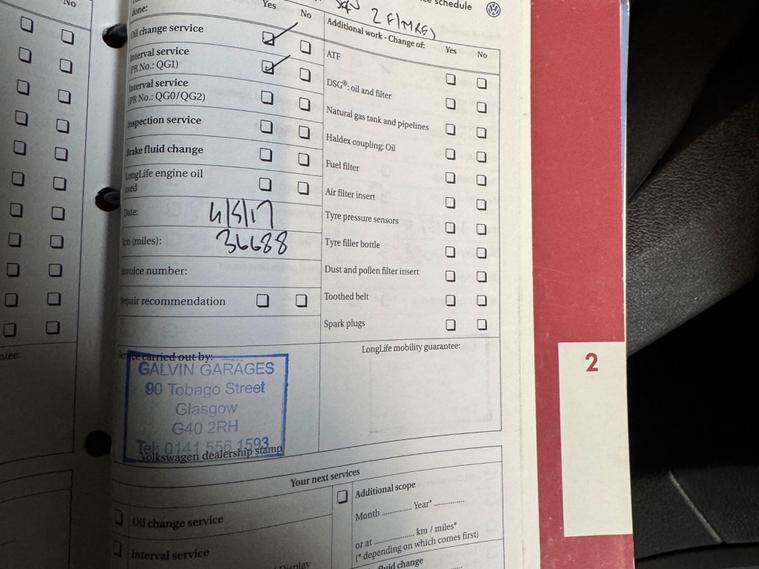 No
done:
Yes
No
2 FILTERS
schedule
Oil change service
Additional work - Change of:
Yes
No
Interval service
(PR No.: QG1)
ATF
Interval service
(PR No.: QG0/QG2)
DSG®: oil and filter
Inspection service
Natural gas tank and pipelines
Brake fluid change
Haldex coupling: Oil
LongLife engine oil
used
Fuel filter
Air filter insert
Date:
4/5/17
Tyre pressure sensors
km (miles):
36688
Tyre filler bottle
Invoice number:
Dust and pollen filter insert
Repair recommendation
Toothed belt
Spark plugs
Service carried out by:
LongLife mobility guarantee:
GALVIN GARAGES
90 Tobago Street
Glasgow
G40 2RH
Tel: 0141 556 1593
Volkswagen dealership stamp
2
Your next services
Oil change service
Interval service
Display
Additional scope
Month .............. Year* ..............
or at .............. km / miles*
(* depending on which comes first)
fluid change